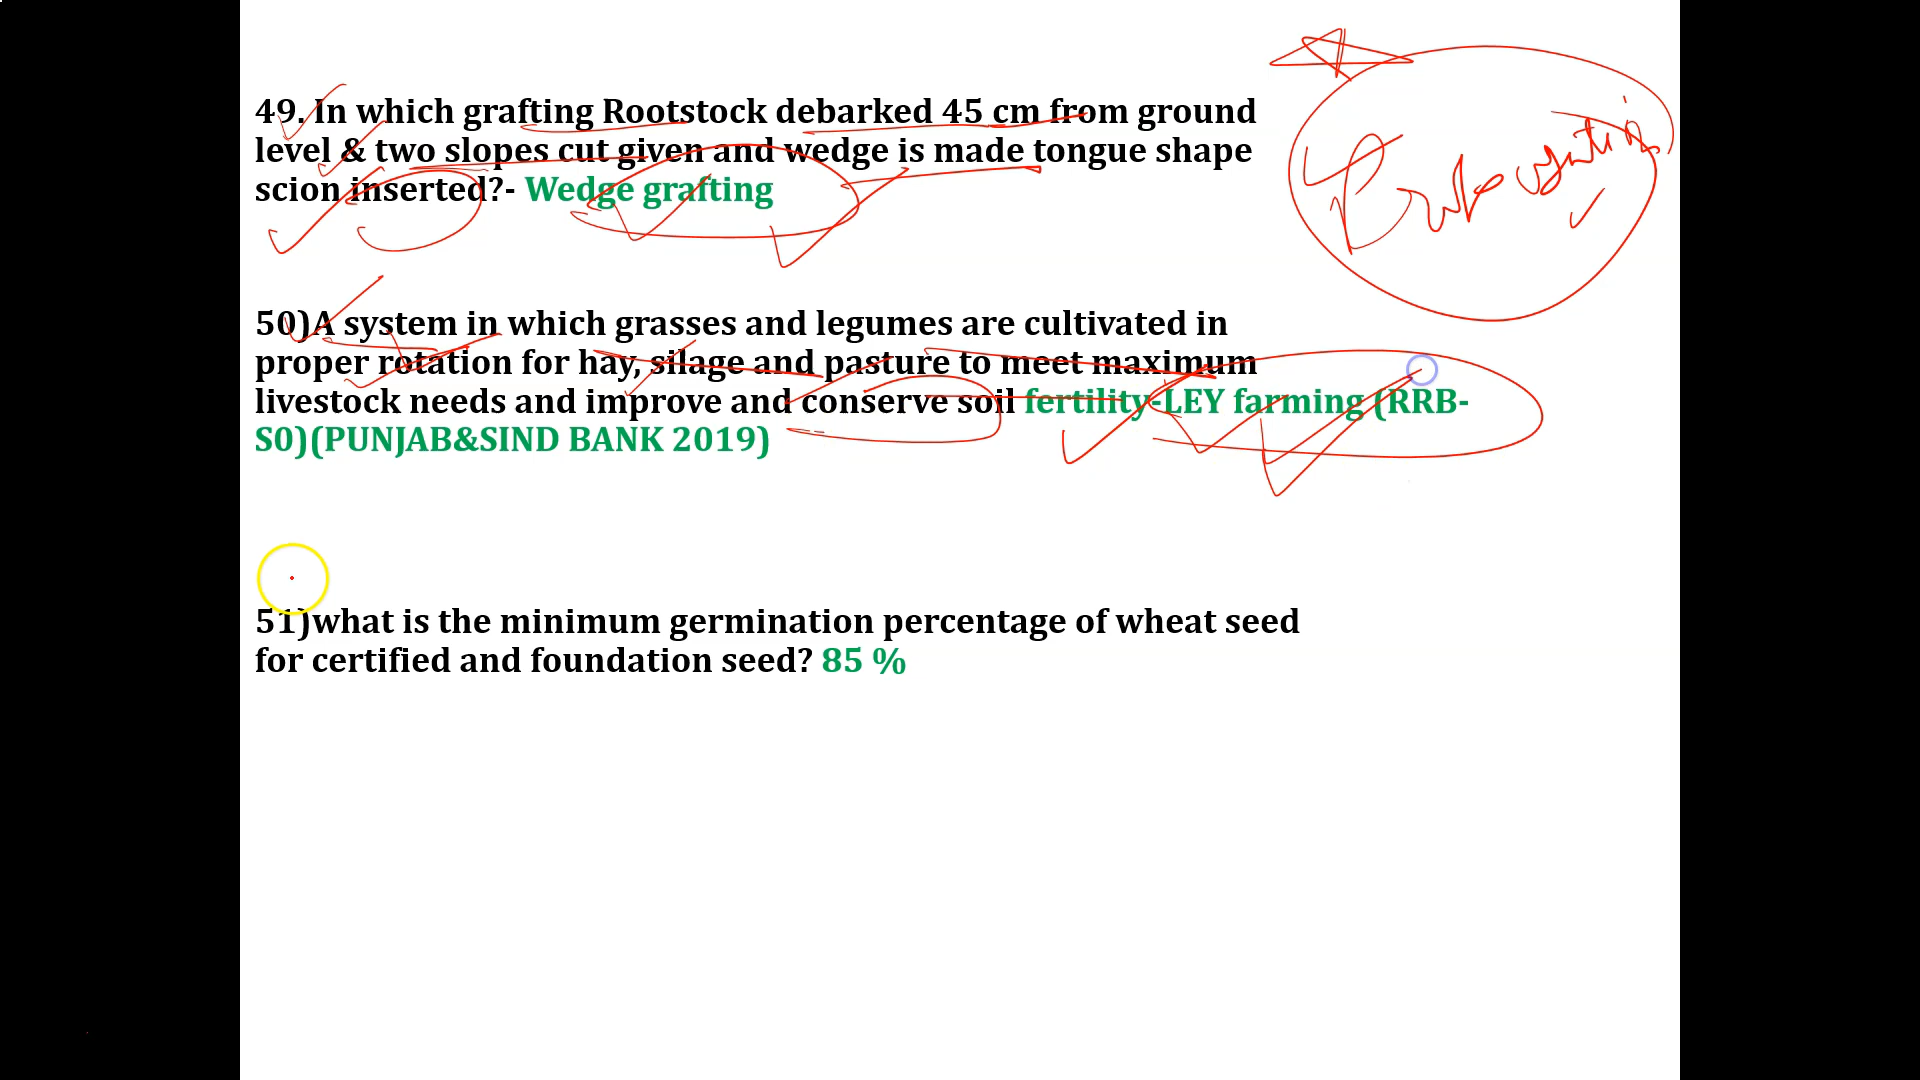 49. In which grafting Rootstock debarked 45 cm from ground
level & two slopes cut given and wedge is made tongue shape
scion inserted?- Wedge grafting
50)A system in which grasses and legumes are cultivated in
proper rotation for hay, silage and pasture to meet maximum
livestock needs and improve and conserve soil fertility-LEY farming (RRB-
S0)(PUNJAB&SIND BANK 2019)
51)what is the minimum germination percentage of wheat seed
for certified and foundation seed? 85 %